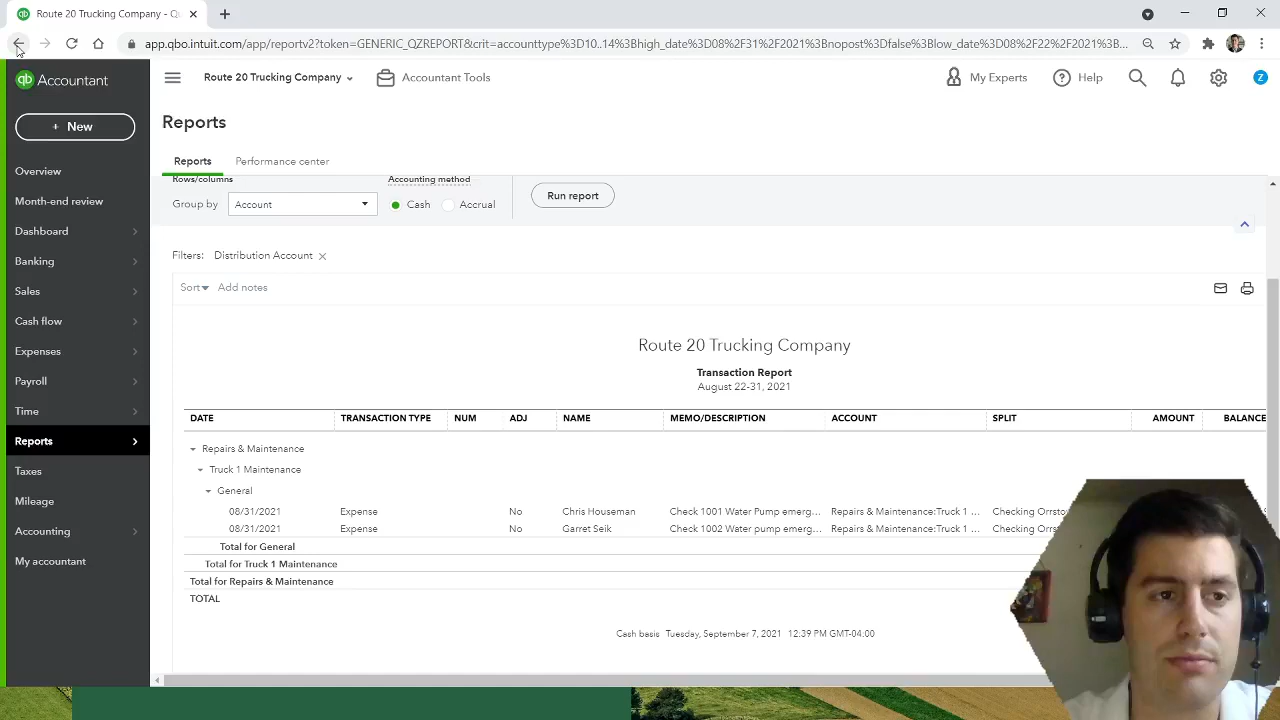 Route 20 Trucking Company - Q
app.qbo.intuit.com/app/reportv2?token=GENERIC_QZREPORT&crit=accounttype%3D10..14%3Bhigh_date%3D08%2F31%2F2021%3Bnopost%3Dfalse%3Blow_date%3D08%2F22%2F2021%3B...
qb Accountant
Route 20 Trucking Company
Accountant Tools
My Experts
Help
Z
+ New
Reports
Overview
Month-end review
Dashboard
Banking
Sales
Cash flow
Expenses
Payroll
Time
Reports
Taxes
Mileage
Accounting
My accountant
Reports Performance center
Rows/columns Accounting method
Group by Account Cash Accrual Run report
Filters: Distribution Account
Sort Add notes
Route 20 Trucking Company
Transaction Report
August 22-31, 2021
DATE TRANSACTION TYPE NUM ADJ NAME MEMO/DESCRIPTION ACCOUNT SPLIT AMOUNT BALANCE
Repairs & Maintenance
Truck 1 Maintenance
General
08/31/2021 Expense No Chris Houseman Check 1001 Water Pump emerg... Repairs & Maintenance:Truck 1 ... Checking Orrsto
08/31/2021 Expense No Garret Seik Check 1002 Water pump emerg... Repairs & Maintenance:Truck 1 ... Checking Orrs
Total for General
Total for Truck 1 Maintenance
Total for Repairs & Maintenance
TOTAL
Cash basis Tuesday, September 7, 2021 12:39 PM GMT-04:00